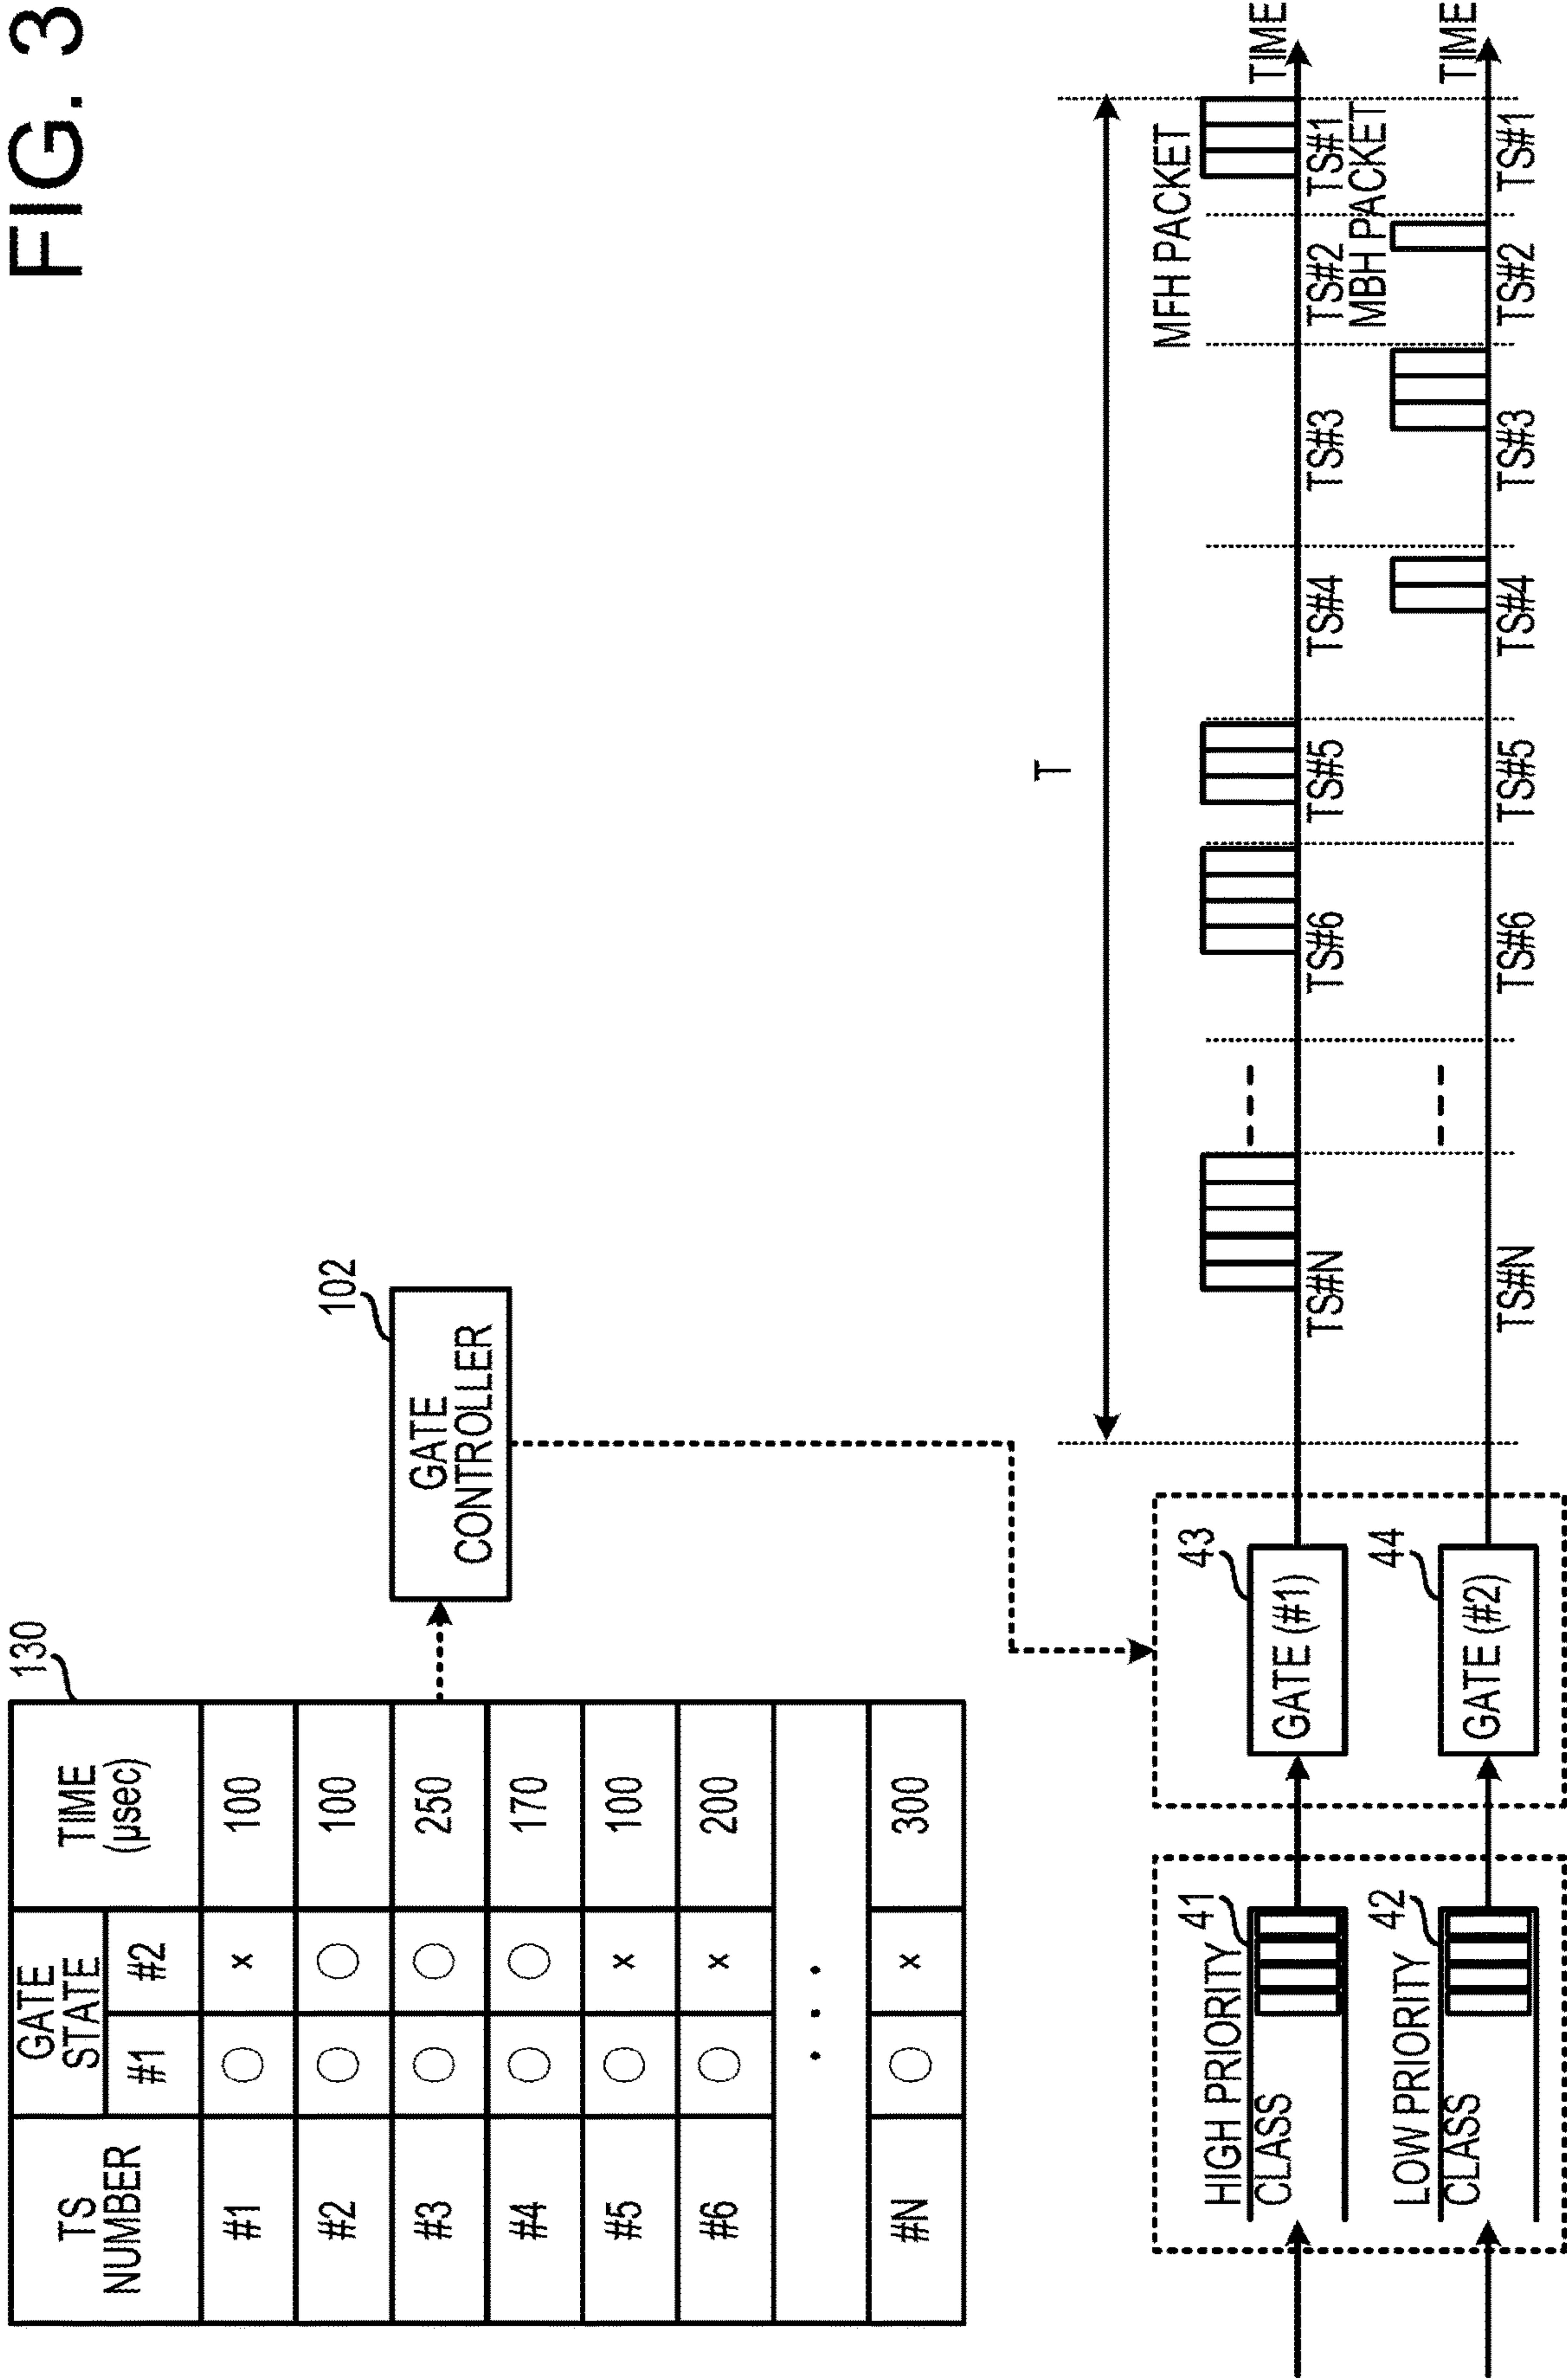 FIG. 3
130
TS NUMBER GATE STATE TIME (μsec)
#1 #2
#1 ○ × 100
#2 ○ ○ 100
#3 ○ ○ 250
#4 ○ ○ 170
#5 ○ × 100
#6 ○ × 200
. . .
#N ○ × 300
102
GATE
CONTROLLER
T
HIGH PRIORITY
CLASS
41
43
GATE (#1)
MFH PACKET
TIME
TS#N TS#6 TS#5 TS#4 TS#3 TS#2 TS#1
LOW PRIORITY
CLASS
42
44
GATE (#2)
MBH PACKET
TIME
TS#N TS#6 TS#5 TS#4 TS#3 TS#2 TS#1